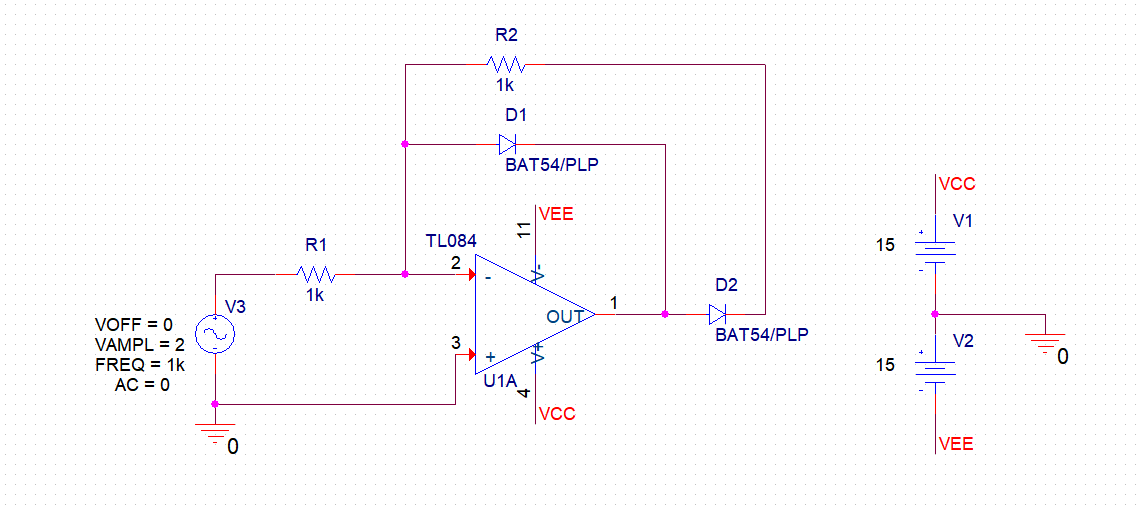 R2
1k
D1
BAT54/PLP
VEE
11
TL084
2
-
V-
R1
1k
V3
VOFF = 0
VAMPL = 2
FREQ = 1k
AC = 0
0
OUT
1
3
+
V+
U1A
4
VCC
D2
BAT54/PLP
VCC
V1
15
+
-
0
V2
15
+
-
VEE